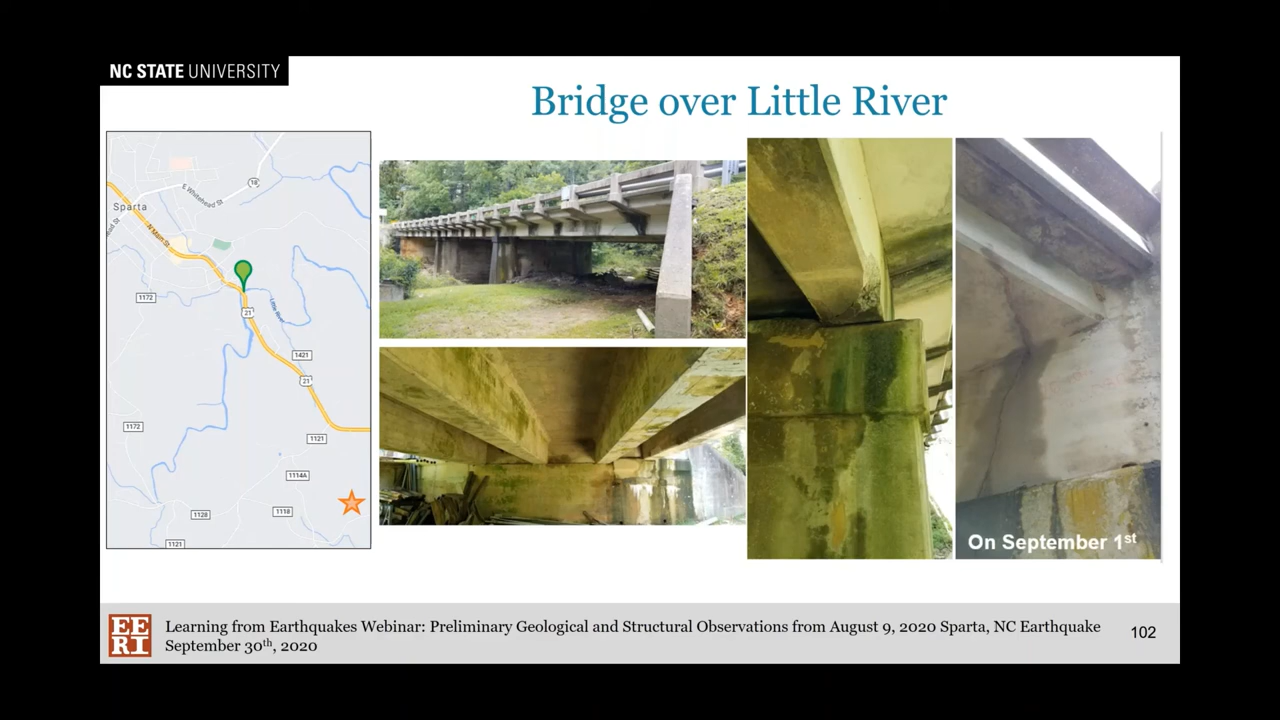 NC STATE UNIVERSITY
Bridge over Little River
18
E Whitehead St
Sparta
N Main St
1172
21
Little River
1421
21
1172
1121
1114A
1128
1118
1121
On September 1st
EE
RI
Learning from Earthquakes Webinar: Preliminary Geological and Structural Observations from August 9, 2020 Sparta, NC Earthquake
September 30th, 2020
102